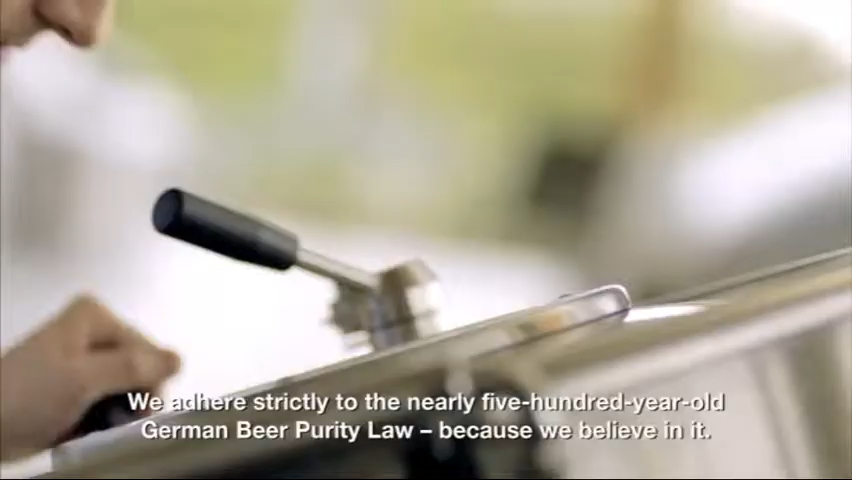 We adhere strictly to the nearly five-hundred-year-old
German Beer Purity Law – because we believe in it.